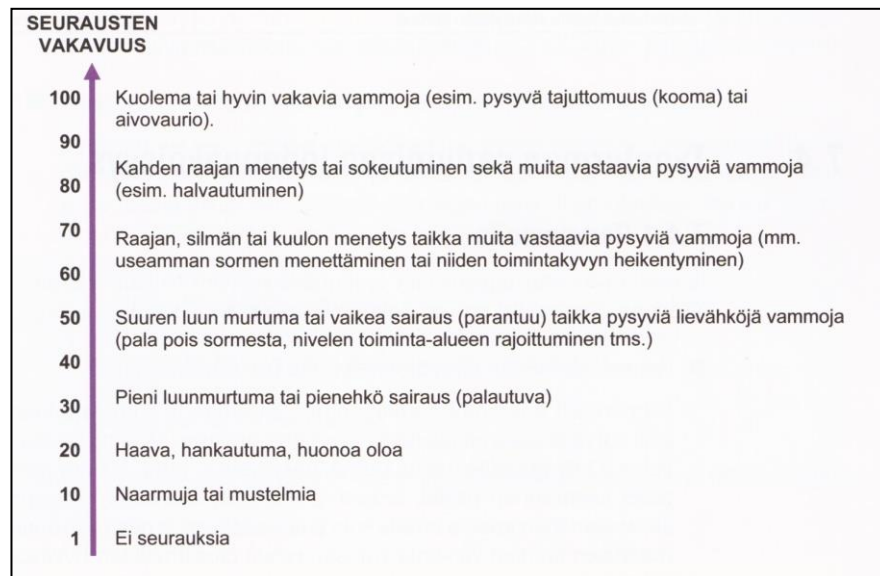 SEURAUSTEN
VAKAVUUS
100 Kuolema tai hyvin vakavia vammoja (esim. pysyvä tajuttomuus (kooma) tai
aivovaurio).
90
Kahden raajan menetys tai sokeutuminen sekä muita vastaavia pysyviä vammoja
80 (esim. halvautuminen)
70 Raajan, silmän tai kuulon menetys taikka muita vastaavia pysyviä vammoja (mm.
useamman sormen menettäminen tai niiden toimintakyvyn heikentyminen)
60
50 Suuren luun murtuma tai vaikea sairaus (parantuu) taikka pysyviä lievähköjä vammoja
(pala pois sormesta, nivelen toiminta-alueen rajoittuminen tms.)
40
30 Pieni luunmurtuma tai pienehkö sairaus (palautuva)
20 Haava, hankautuma, huonoa oloa
10 Naarmuja tai mustelmia
1 Ei seurauksia